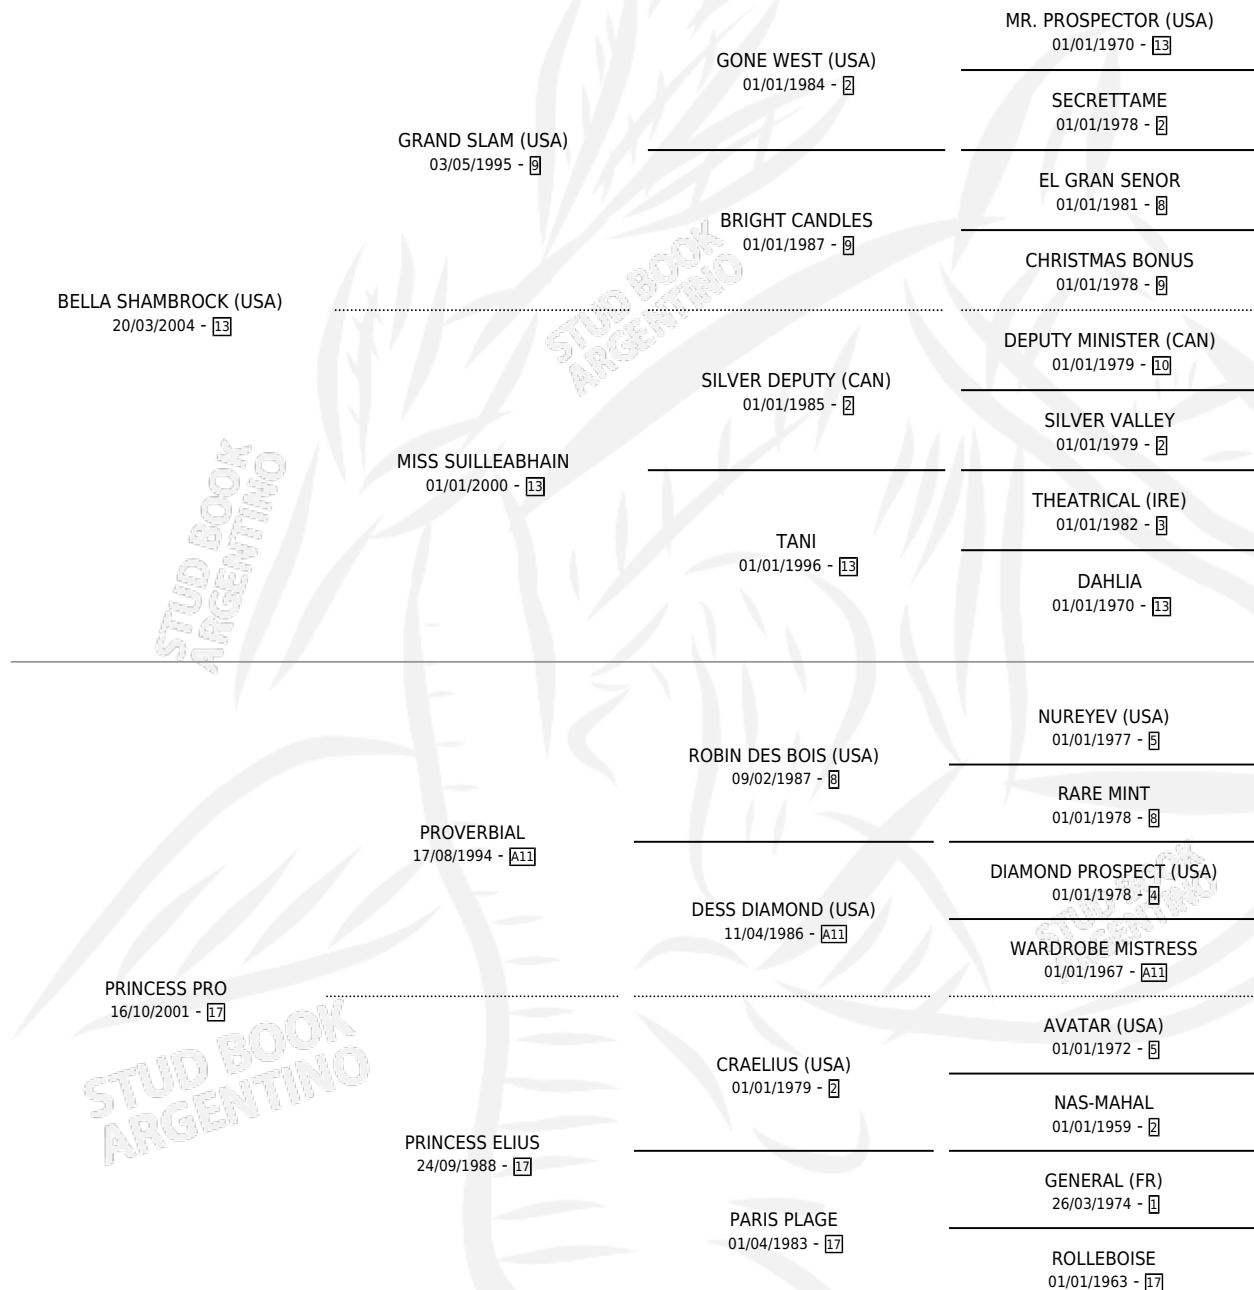 MR. PROSPECTOR (USA)
01/01/1970 - 13
GONE WEST (USA)
01/01/1984 - 2
SECRETTAME
01/01/1978 - 2
GRAND SLAM (USA)
03/05/1995 - 9
EL GRAN SENOR
01/01/1981 - 8
BRIGHT CANDLES
01/01/1987 - 9
CHRISTMAS BONUS
01/01/1978 - 9
BELLA SHAMBROCK (USA)
20/03/2004 - 13
DEPUTY MINISTER (CAN)
01/01/1979 - 10
SILVER DEPUTY (CAN)
01/01/1985 - 2
SILVER VALLEY
01/01/1979 - 2
MISS SUILLEABHAIN
01/01/2000 - 13
THEATRICAL (IRE)
01/01/1982 - 3
TANI
01/01/1996 - 13
DAHLIA
01/01/1970 - 13
NUREYEV (USA)
01/01/1977 - 5
ROBIN DES BOIS (USA)
09/02/1987 - 8
RARE MINT
01/01/1978 - 8
PROVERBIAL
17/08/1994 - A11
DIAMOND PROSPECT (USA)
01/01/1978 - 4
DESS DIAMOND (USA)
11/04/1986 - A11
WARDROBE MISTRESS
01/01/1967 - A11
PRINCESS PRO
16/10/2001 - 17
AVATAR (USA)
01/01/1972 - 5
CRAELIUS (USA)
01/01/1979 - 2
NAS-MAHAL
01/01/1959 - 2
PRINCESS ELIUS
24/09/1988 - 17
GENERAL (FR)
26/03/1974 - 1
PARIS PLAGE
01/04/1983 - 17
ROLLEBOISE
01/01/1963 - 17
STUD BOOK
ARGENTINO
STUD BOOK
ARGENTINO
STUD BOOK
ARGENTINO
STUD BOOK
ARGENTINO